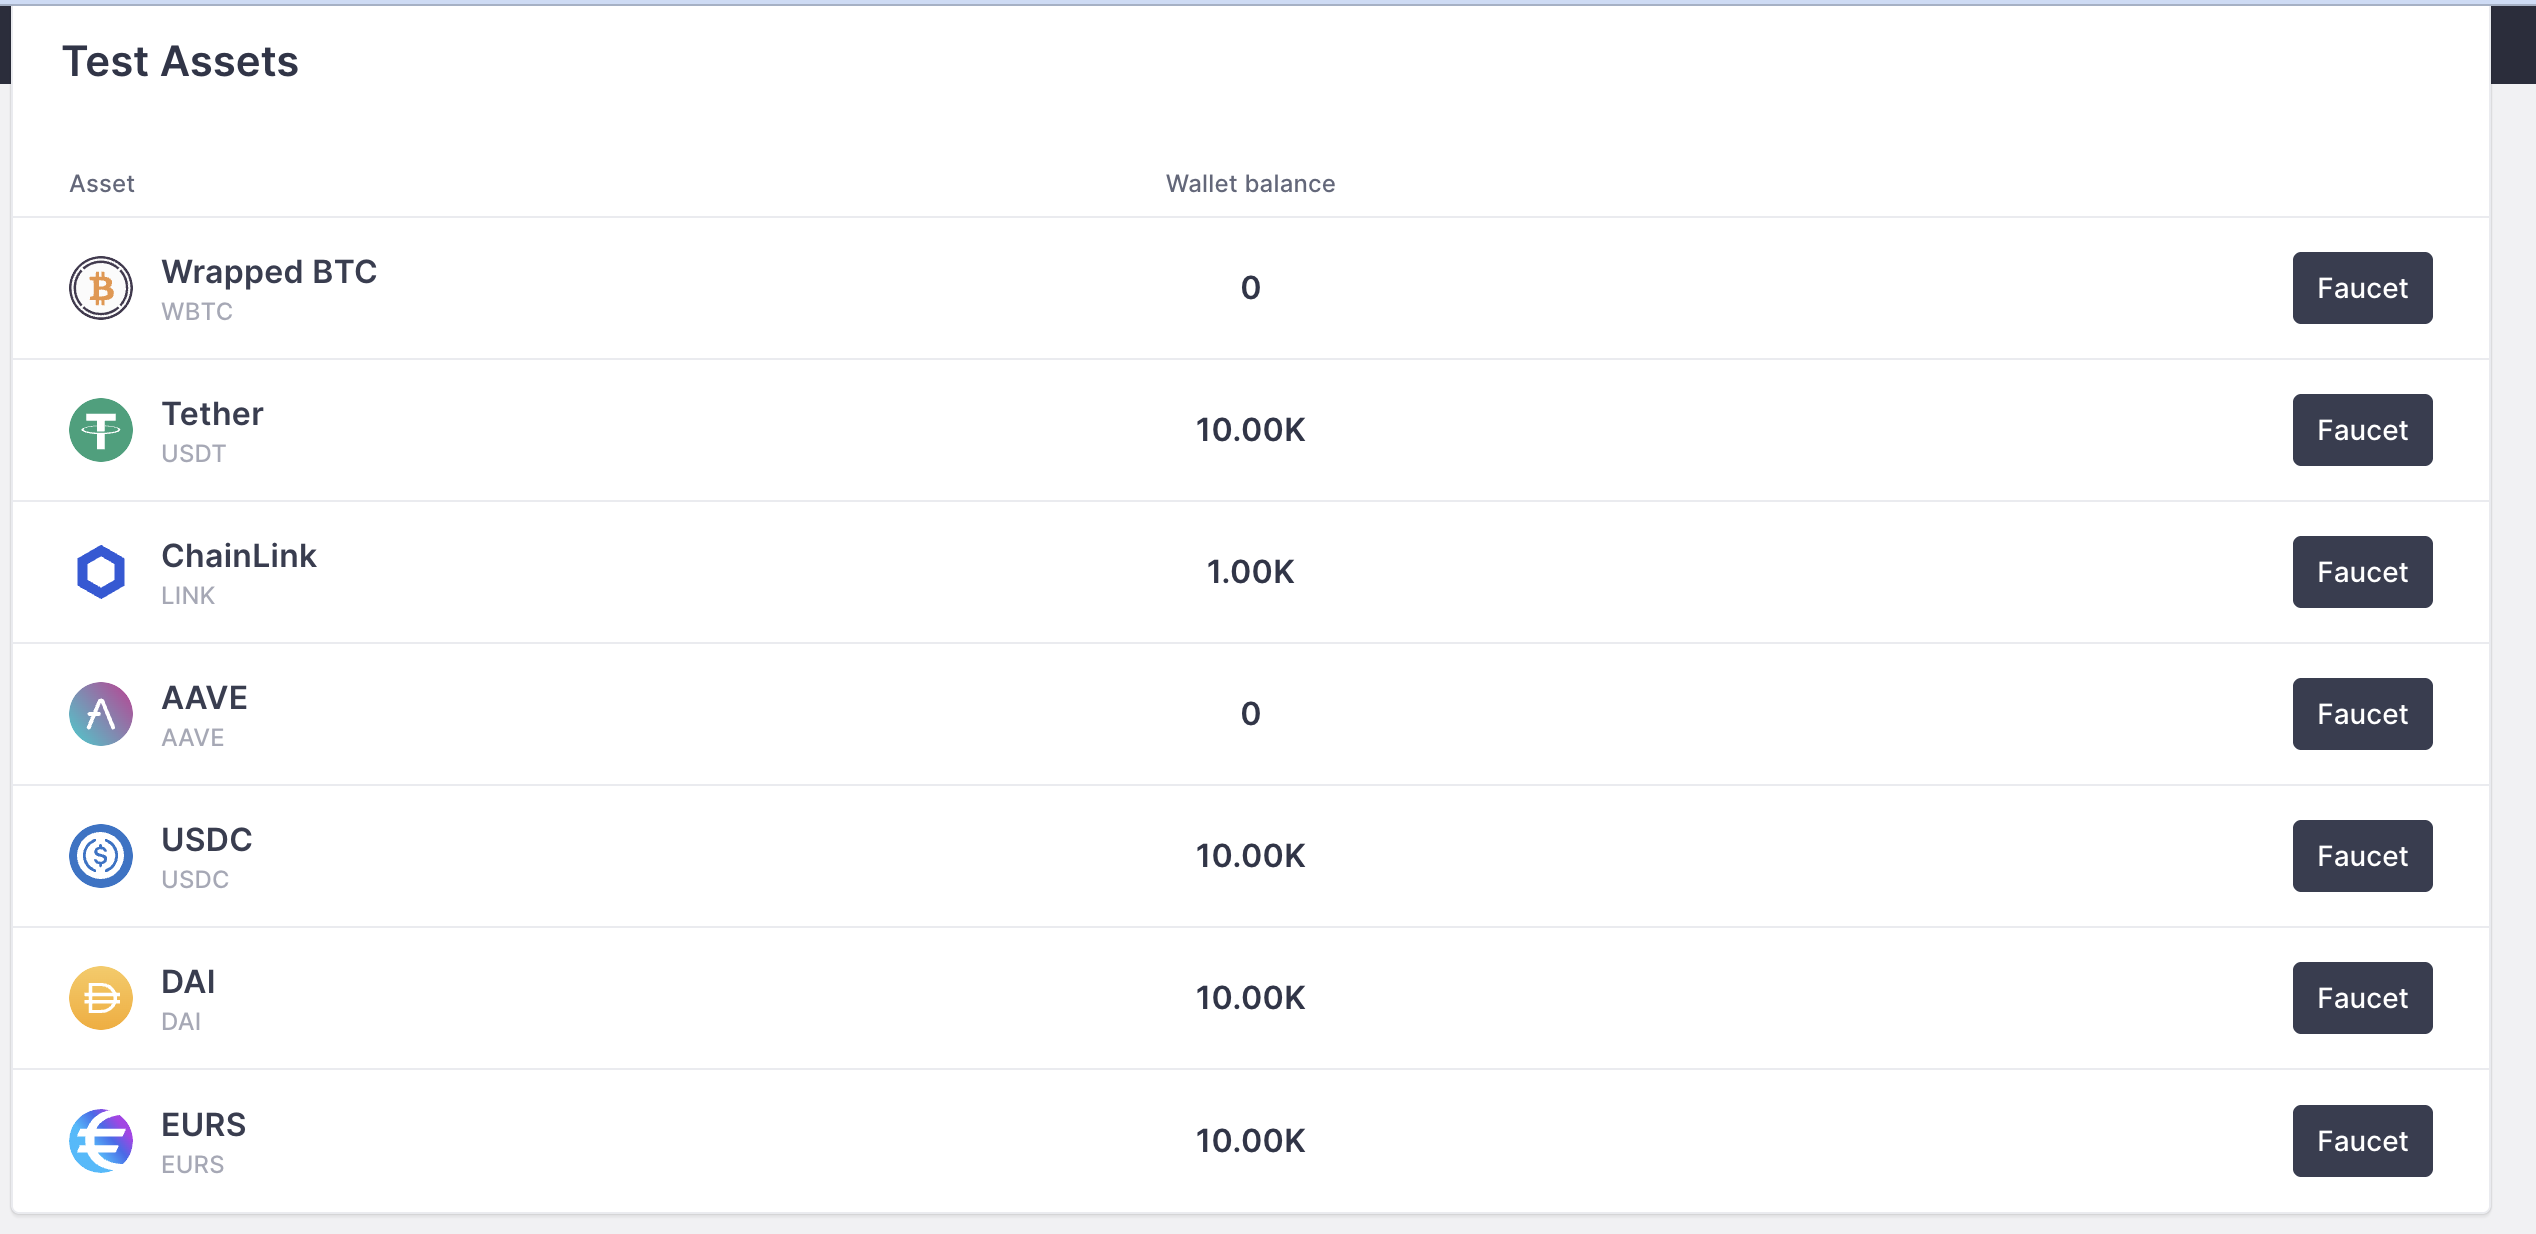 Test Assets
Asset Wallet balance
Wrapped BTC
WBTC
0
Faucet
Tether
USDT
10.00K
Faucet
ChainLink
LINK
1.00K
Faucet
AAVE
AAVE
0
Faucet
USDC
USDC
10.00K
Faucet
DAI
DAI
10.00K
Faucet
EURS
EURS
10.00K
Faucet